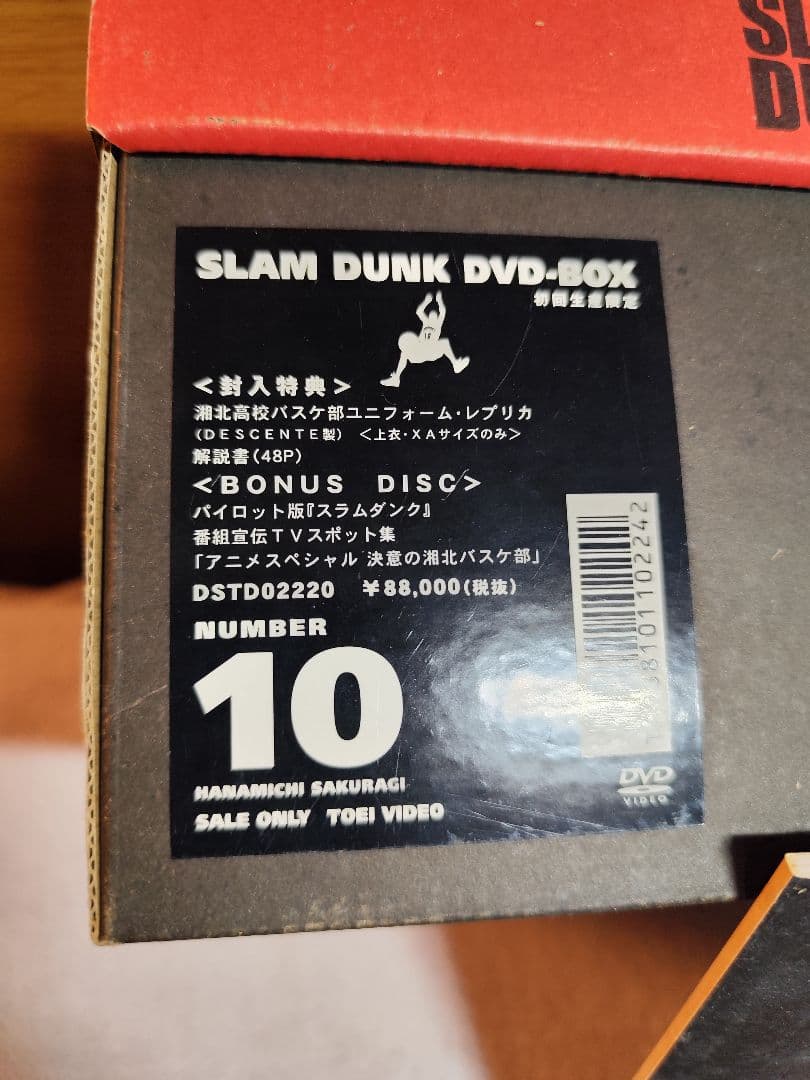 SLAM DUNK DVD-BOX
初回生産限定
＜封入特典＞
湘北高校バスケ部ユニフォーム・レプリカ
(DESCENTE製) ＜上衣・XAサイズのみ＞
解説書(48P)
＜BONUS DISC＞
パイロット版『スラムダンク』
番組宣伝TVスポット集
「アニメスペシャル 決意の湘北バスケ部」
DSTD02220 ¥88,000(税抜)
NUMBER
10
HANAMICHI SAKURAGI
SALE ONLY TOEI VIDEO
DVD
VIDEO